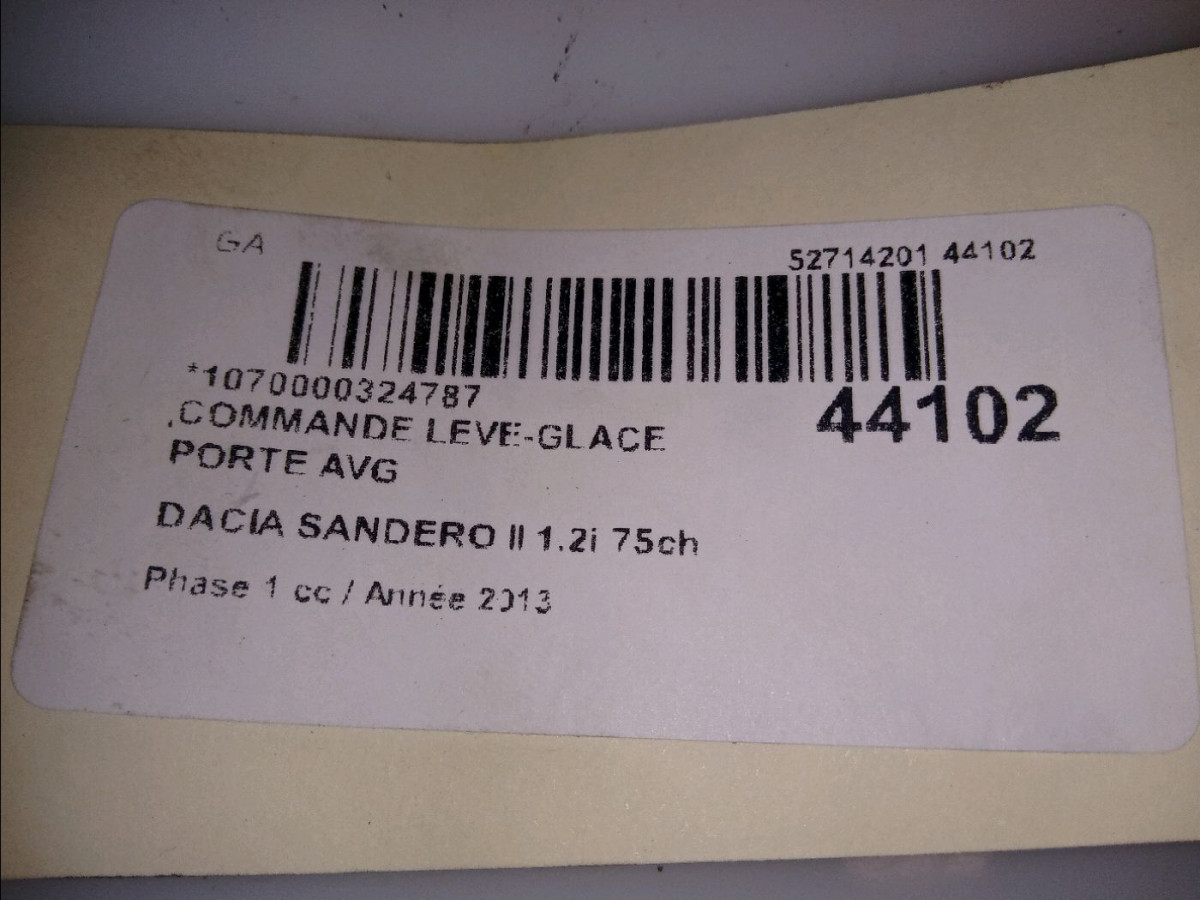 GA
52714201 44102
*1070000324787
44102
,COMMANDE LEVE-GLACE
PORTE AVG
DACIA SANDERO II 1.2i 75ch
Phase 1 cc / Année 2013